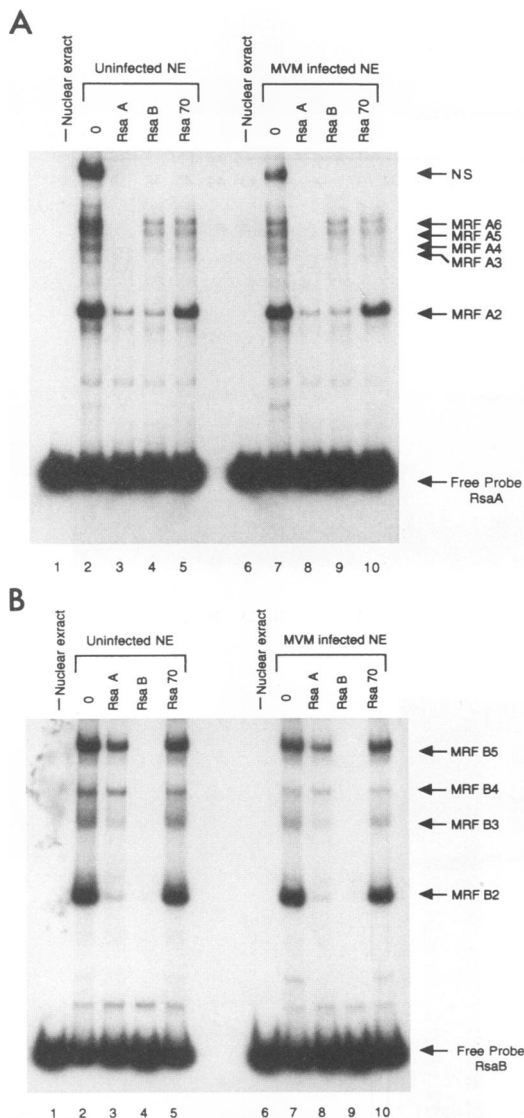 A
— Nuclear exract
Uninfected NE
0
Rsa A
Rsa B
Rsa 70
— Nuclear exract
MVM infected NE
0
Rsa A
Rsa B
Rsa 70
NS
MRF A6
MRF A5
MRF A4
MRF A3
MRF A2
Free Probe
RsaA
1 2 3 4 5 6 7 8 9 10
B
— Nuclear exract
Uninfected NE
0
Rsa A
Rsa B
Rsa 70
— Nuclear exract
MVM infected NE
0
Rsa A
Rsa B
Rsa 70
MRF B5
MRF B4
MRF B3
MRF B2
Free Probe
RsaB
1 2 3 4 5 6 7 8 9 10